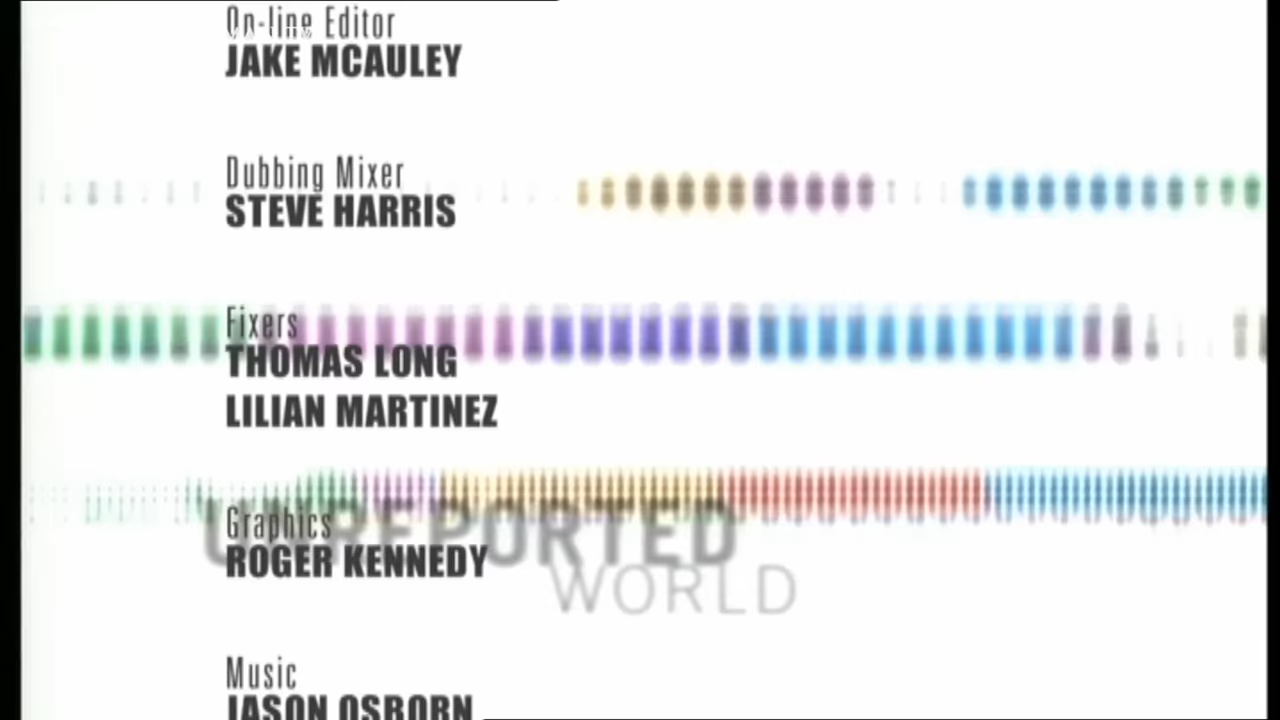 On-line Editor
JAKE MCAULEY
Dubbing Mixer
STEVE HARRIS
Fixers
THOMAS LONG
LILIAN MARTINEZ
Graphics
ROGER KENNEDY
UNREPORTED
WORLD
Music
JASON OSBORN